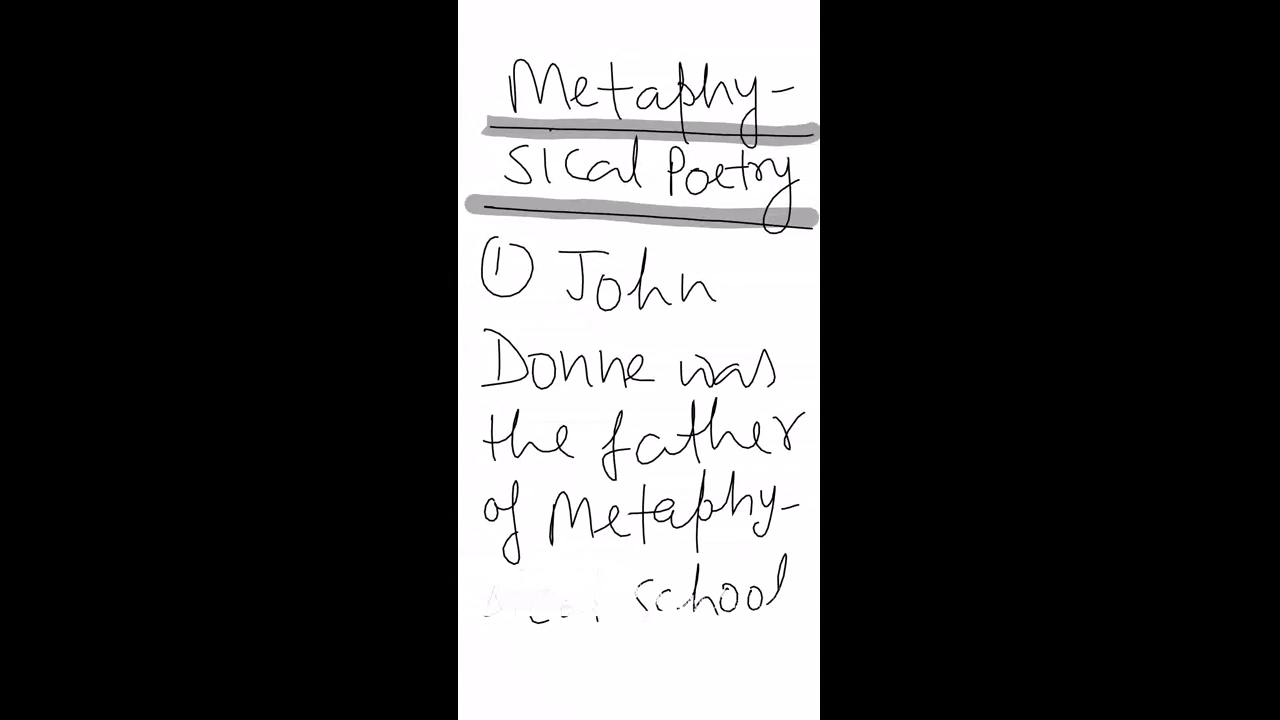 Metaphy-
sical Poetry
① John
Donne was
the father
of Metaphy-
school